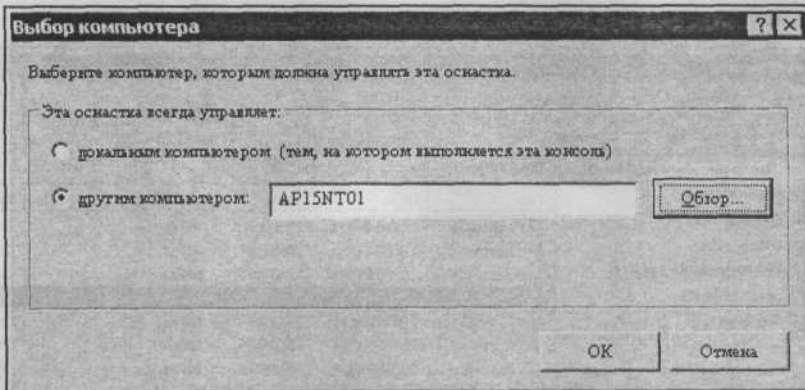 Выбор компьютера
Выберите компьютер, которым должна управлять эта оснастка.
Эта оснастка всегда управляет:
локальным компьютером (тем, на котором выполняется эта консоль)
другим компьютером: AP15NT01 Обзор...
OK Отмена